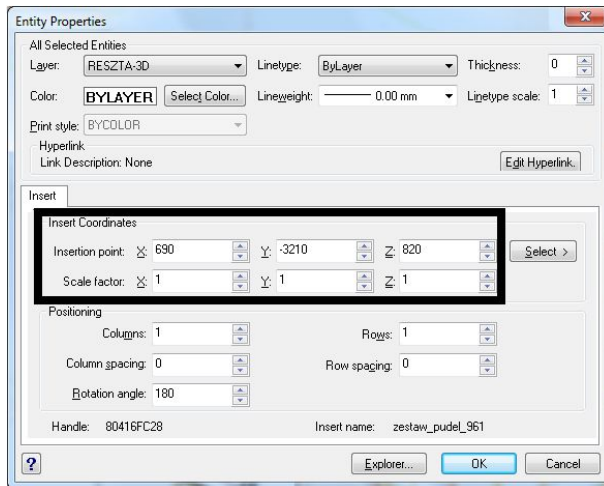 Entity Properties
All Selected Entities
Layer: RESZTA-3D Linetype: ByLayer Thickness: 0
Color: BYLAYER Select Color... Lineweight: 0.00 mm Linetype scale: 1
Print style: BYCOLOR
Hyperlink
Link Description: None Edit Hyperlink.
Insert
Insert Coordinates
Insertion point: X: 690 Y: -3210 Z: 820 Select >
Scale factor: X: 1 Y: 1 Z: 1
Positioning
Columns: 1 Rows: 1
Column spacing: 0 Row spacing: 0
Rotation angle: 180
Handle: 80416FC28 Insert name: zestaw_pudel_961
? Explorer... OK Cancel